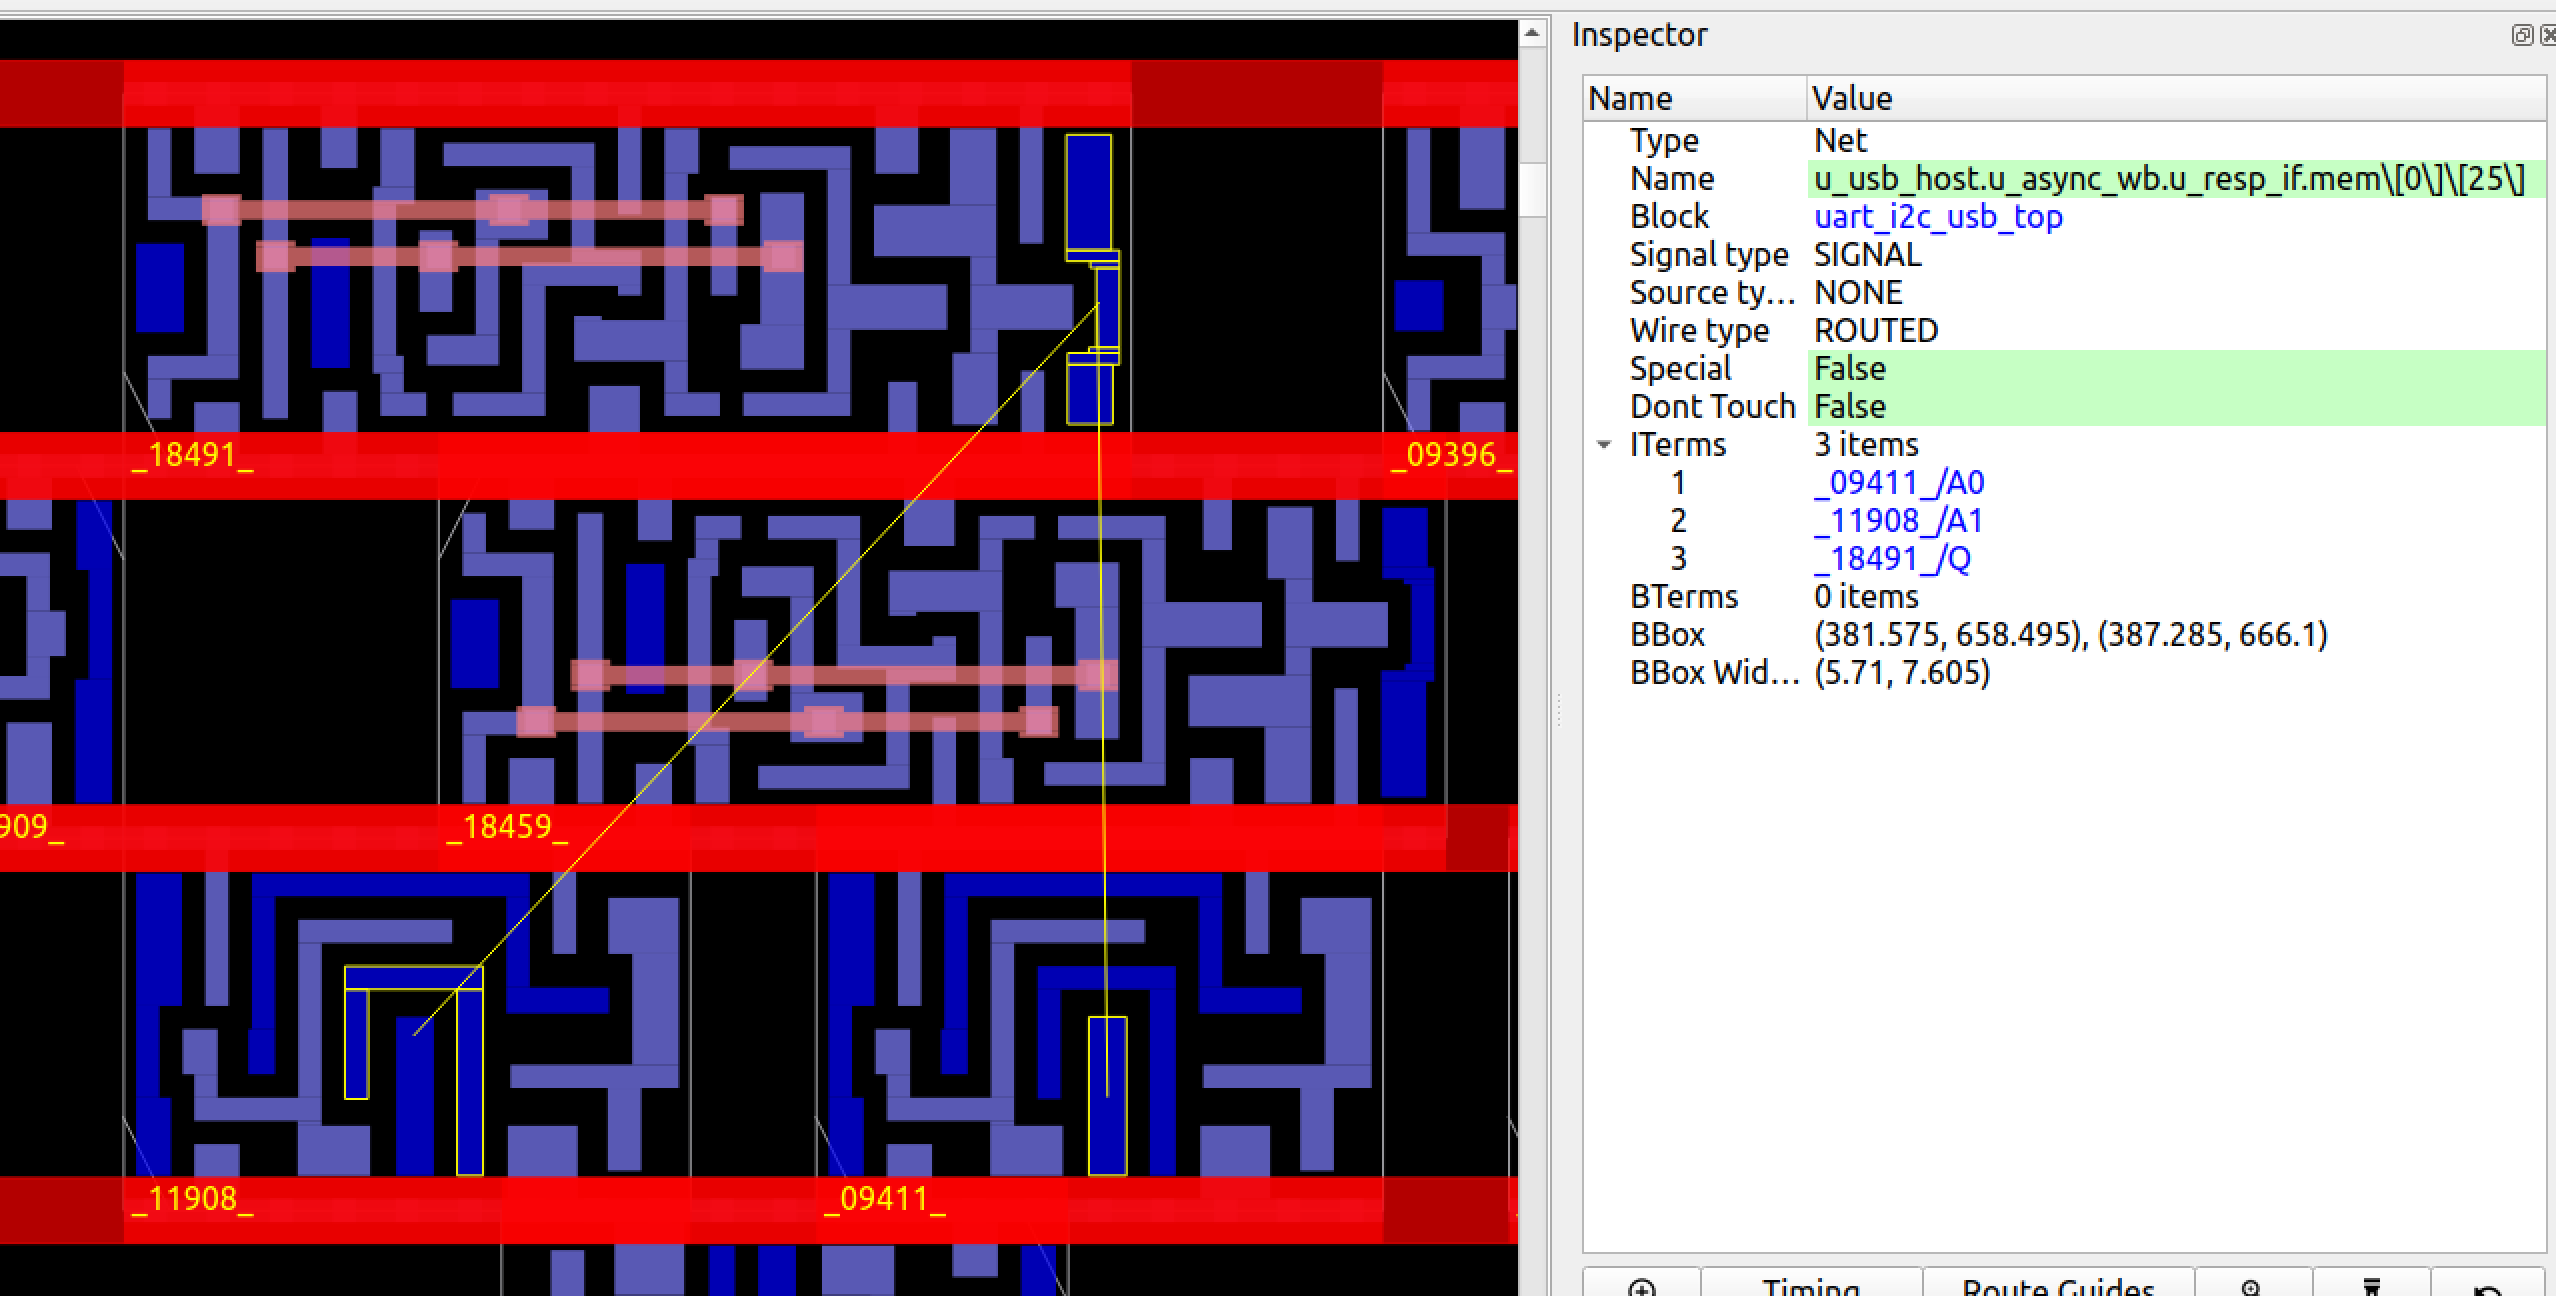 Inspector
Name Value
Type Net
Name u_usb_host.u_async_wb.u_resp_if.mem\[0\]\[25\]
Block uart_i2c_usb_top
Signal type SIGNAL
Source ty... NONE
Wire type ROUTED
Special False
Dont Touch False
ITerms 3 items
1 _09411_/A0
2 _11908_/A1
3 _18491_/Q
BTerms 0 items
BBox (381.575, 658.495), (387.285, 666.1)
BBox Wid... (5.71, 7.605)
Timing Route Guides
_18491_ _09396_
909_ _18459_
_11908_ _09411_